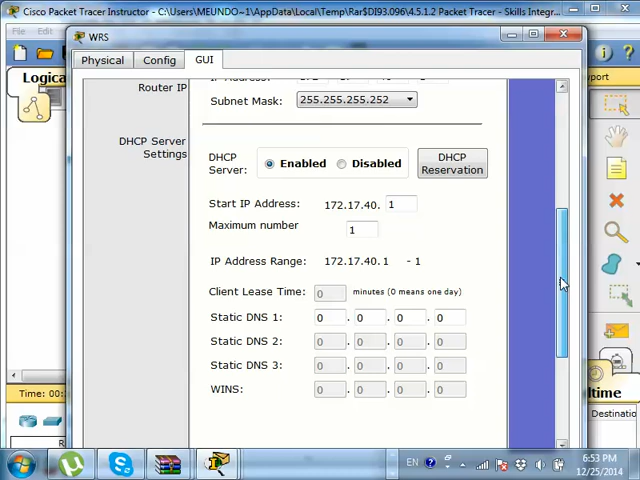 Cisco Packet Tracer Instructor - C:\Users\MEUNDO~1\AppData\Local\Temp\Rar$DI93.096\4.5.1.2 Packet Tracer - Skills Integr...
File
WRS
Physical
Config
GUI
Logica
port
Router IP
Subnet Mask: 255.255.255.252
DHCP Server Settings
DHCP Server: Enabled Disabled
DHCP Reservation
Start IP Address: 172.17.40. 1
Maximum number 1
IP Address Range: 172.17.40.1 - 1
Client Lease Time: 0 minutes (0 means one day)
Static DNS 1: 0 . 0 . 0 . 0
Static DNS 2: 0 . 0 . 0 . 0
Static DNS 3: 0 . 0 . 0 . 0
WINS: 0 . 0 . 0 . 0
Time: 00:
ltime
Destinatio
EN
6:53 PM
12/25/2014